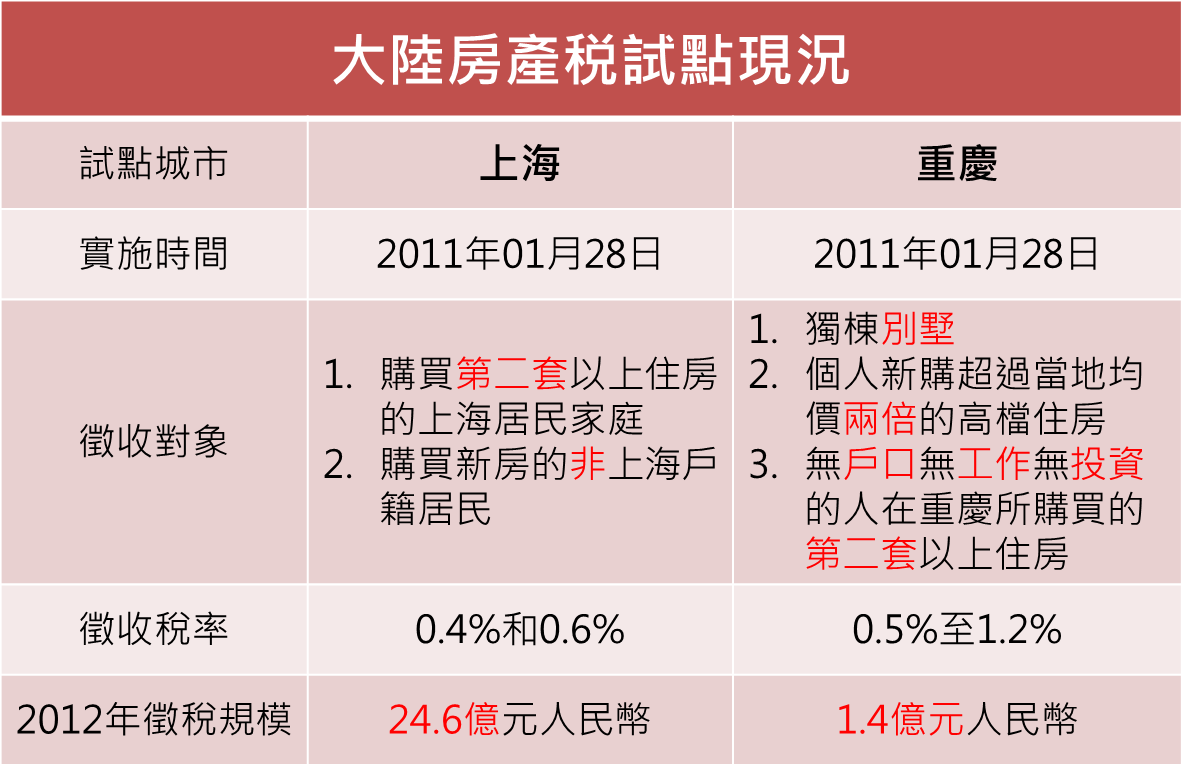 大陸房產税試點現況
試點城市
上海
重慶
實施時間
2011年01月28日
2011年01月28日
徵收對象
1. 購買第二套以上住房
的上海居民家庭
2. 購買新房的非上海戶
籍居民
1. 獨棟別墅
2. 個人新購超過當地均
價兩倍的高檔住房
3. 無戶口無工作無投資
的人在重慶所購買的
第二套以上住房
徵收稅率
0.4%和0.6%
0.5%至1.2%
2012年徵稅規模
24.6億元人民幣
1.4億元人民幣